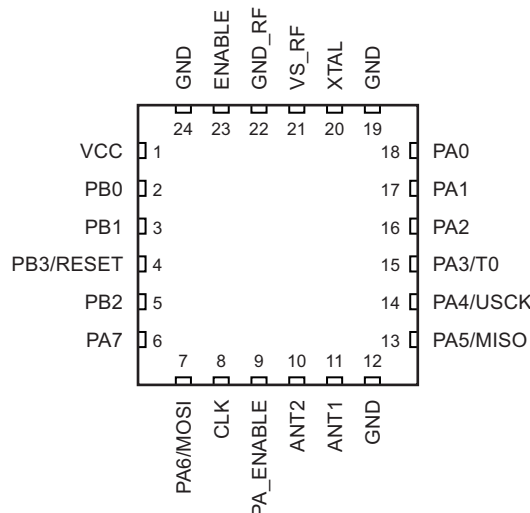 GND
ENABLE
GND_RF
VS_RF
XTAL
GND
24 23 22 21 20 19
VCC 1 18 PA0
PB0 2 17 PA1
PB1 3 16 PA2
PB3/RESET 4 15 PA3/T0
PB2 5 14 PA4/USCK
PA7 6 13 PA5/MISO
7 8 9 10 11 12
PA6/MOSI
CLK
PA_ENABLE
ANT2
ANT1
GND